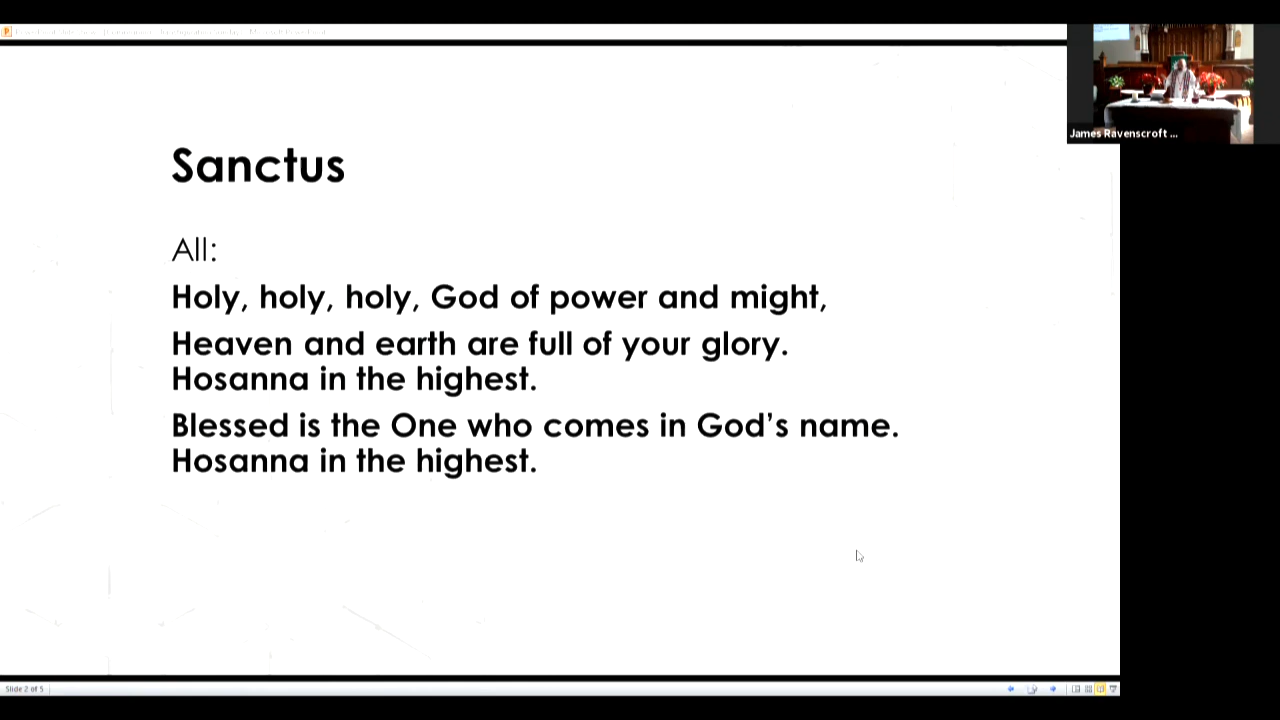 James Ravenscroft ...
Sanctus
All:
Holy, holy, holy, God of power and might,
Heaven and earth are full of your glory.
Hosanna in the highest.
Blessed is the One who comes in God’s name.
Hosanna in the highest.
Slide 2 of 5